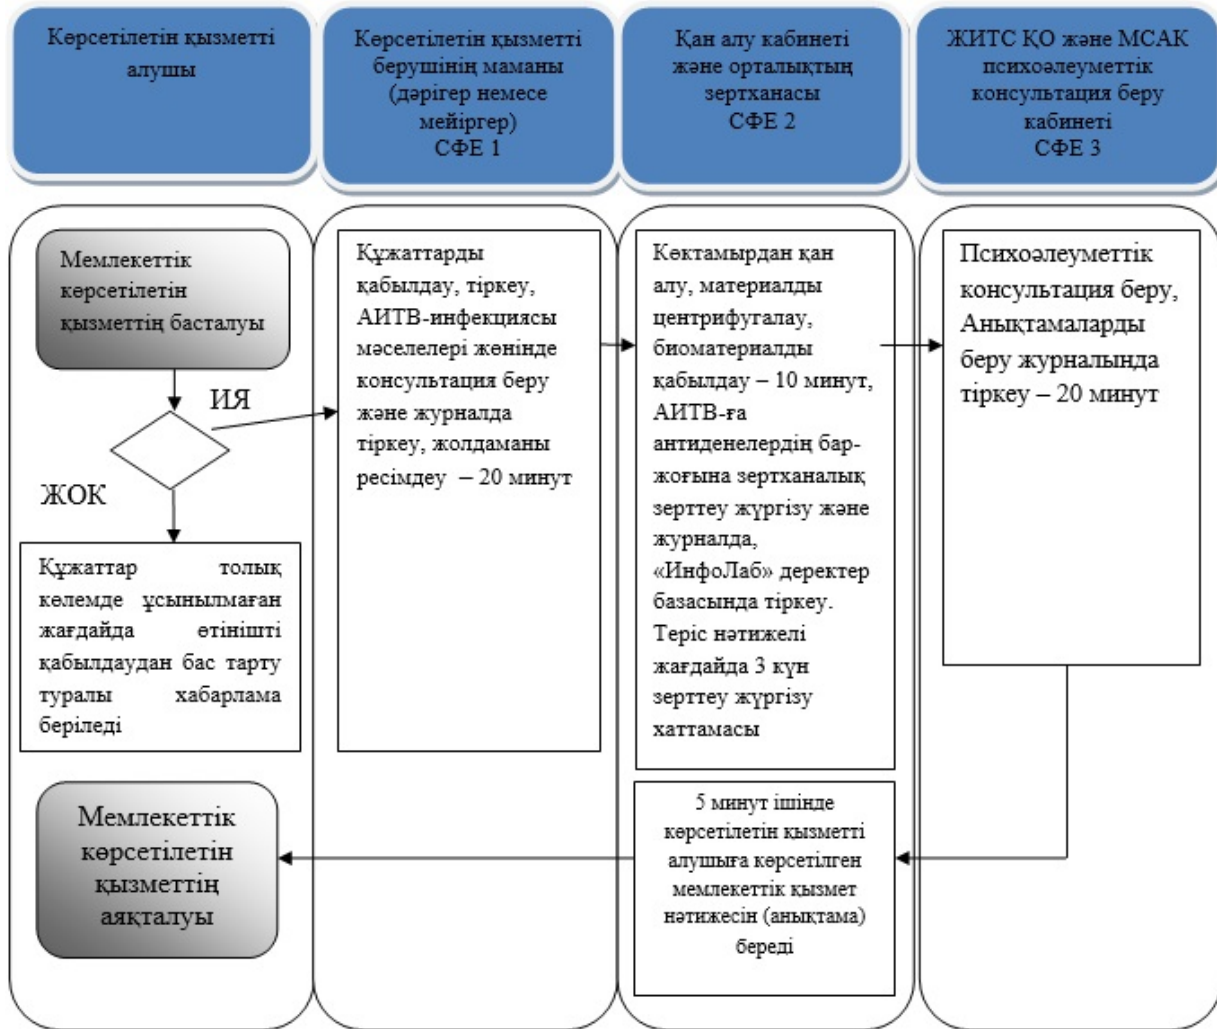 Көрсетілетін қызметті
алушы
Көрсетілетін қызметті
берушінің маманы
(дәрігер немесе
мейіргер)
СФЕ 1
Қан алу кабинеті
және орталықтың
зертханасы
СФЕ 2
ЖИТС ҚО және МСАК
психоәлеуметтік
консультация беру
кабинеті
СФЕ 3
Мемлекеттік
көрсетілетін
қызметтің басталуы
ИЯ
ЖОК
Құжаттар толық
көлемде ұсынылмаған
жағдайда өтінішті
қабылдаудан бас тарту
туралы хабарлама
беріледі
Мемлекеттік
көрсетілетін
қызметтің
аяқталуы
Құжаттарды
қабылдау, тіркеу,
АИТВ-инфекциясы
мәселелері жөнінде
консультация беру
және журналда
тіркеу, жолдаманы
ресімдеу – 20 минут
Көктамырдан қан
алу, материалды
центрифугалау,
биоматериалды
қабылдау – 10 минут,
АИТВ-ға
антиденелердің бар-
жоғына зертханалық
зерттеу жүргізу және
журналда,
«ИнфоЛаб» деректер
базасында тіркеу.
Теріс нәтижелі
жағдайда 3 күн
зерттеу жүргізу
хаттамасы
5 минут ішінде
көрсетілетін қызметті
алушыға көрсетілген
мемлекеттік қызмет
нәтижесін (анықтама)
береді
Психоәлеуметтік
консультация беру,
Анықтамаларды
беру журналында
тіркеу – 20 минут